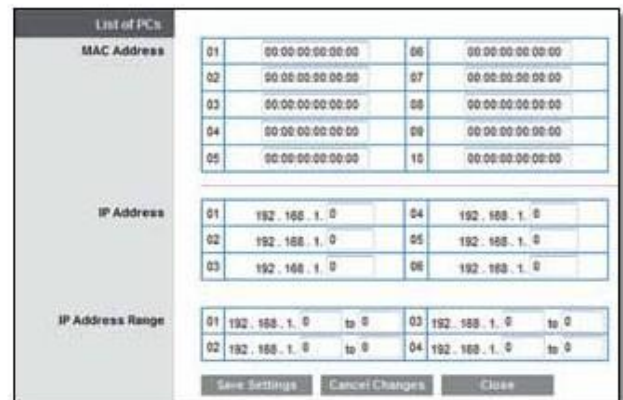 List of PCs
MAC Address
01 00:00:00:00:00:00 06 00:00:00:00:00:00
02 00:00:00:00:00:00 07 00:00:00:00:00:00
03 00:00:00:00:00:00 08 00:00:00:00:00:00
04 00:00:00:00:00:00 09 00:00:00:00:00:00
05 00:00:00:00:00:00 10 00:00:00:00:00:00
IP Address
01 192 . 168 . 1. 0 04 192 . 168 . 1. 0
02 192 . 168 . 1. 0 05 192 . 168 . 1. 0
03 192 . 168 . 1. 0 06 192 . 168 . 1. 0
IP Address Range
01 192 . 168 . 1. 0 to 0 03 192 . 168 . 1. 0 to 0
02 192 . 168 . 1. 0 to 0 04 192 . 168 . 1. 0 to 0
Save Settings Cancel Changes Close